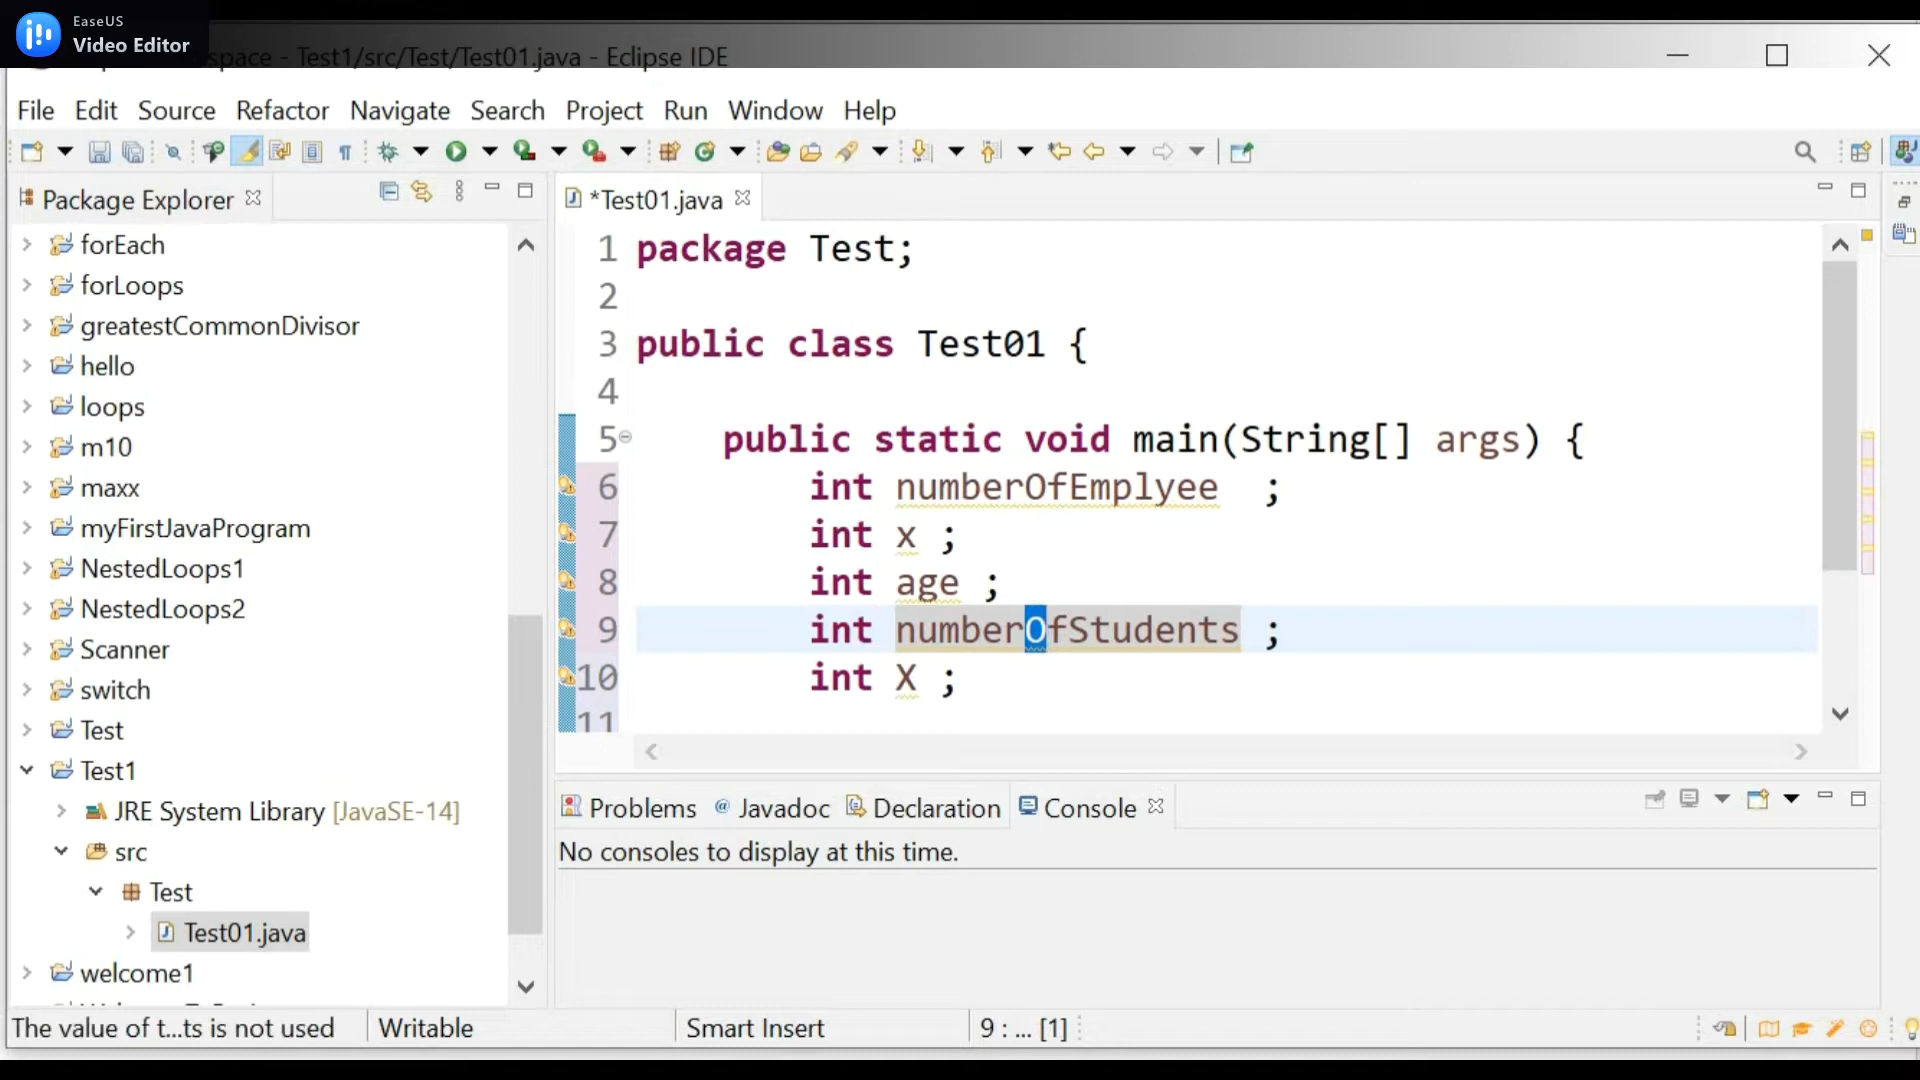 EaseUS
Video Editor
space - Test1/src/Test/Test01.java - Eclipse IDE
File Edit Source Refactor Navigate Search Project Run Window Help
Package Explorer
forEach
forLoops
greatestCommonDivisor
hello
loops
m10
maxx
myFirstJavaProgram
NestedLoops1
NestedLoops2
Scanner
switch
Test
Test1
JRE System Library [JavaSE-14]
src
Test
Test01.java
welcome1
*Test01.java
1 package Test;
2
3 public class Test01 {
4
5 public static void main(String[] args) {
6 int numberOfEmplyee ;
7 int x ;
8 int age ;
9 int numberOfStudents ;
10 int X ;
11
Problems @ Javadoc Declaration Console
No consoles to display at this time.
The value of t...ts is not used Writable Smart Insert 9 : ... [1]